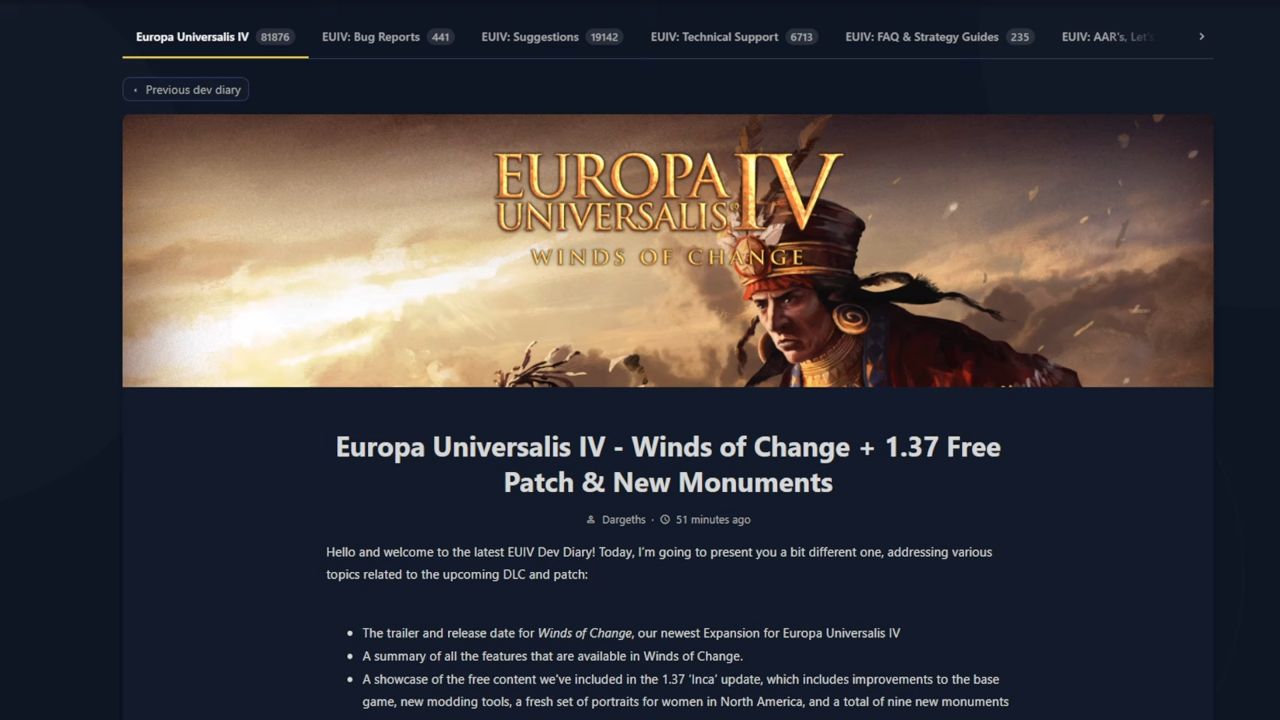 Europa Universalis IV 81876 EUIV: Bug Reports 441 EUIV: Suggestions 19142 EUIV: Technical Support 6713 EUIV: FAQ & Strategy Guides 235 EUIV: AAR's, Let's
Previous dev diary
EUROPA
UNIVERSALIS IV
WINDS OF CHANGE
Europa Universalis IV - Winds of Change + 1.37 Free
Patch & New Monuments
Dargeths · 51 minutes ago
Hello and welcome to the latest EUIV Dev Diary! Today, I'm going to present you a bit different one, addressing various
topics related to the upcoming DLC and patch:
• The trailer and release date for Winds of Change, our newest Expansion for Europa Universalis IV
• A summary of all the features that are available in Winds of Change.
• A showcase of the free content we've included in the 1.37 ‘Inca’ update, which includes improvements to the base
game, new modding tools, a fresh set of portraits for women in North America, and a total of nine new monuments